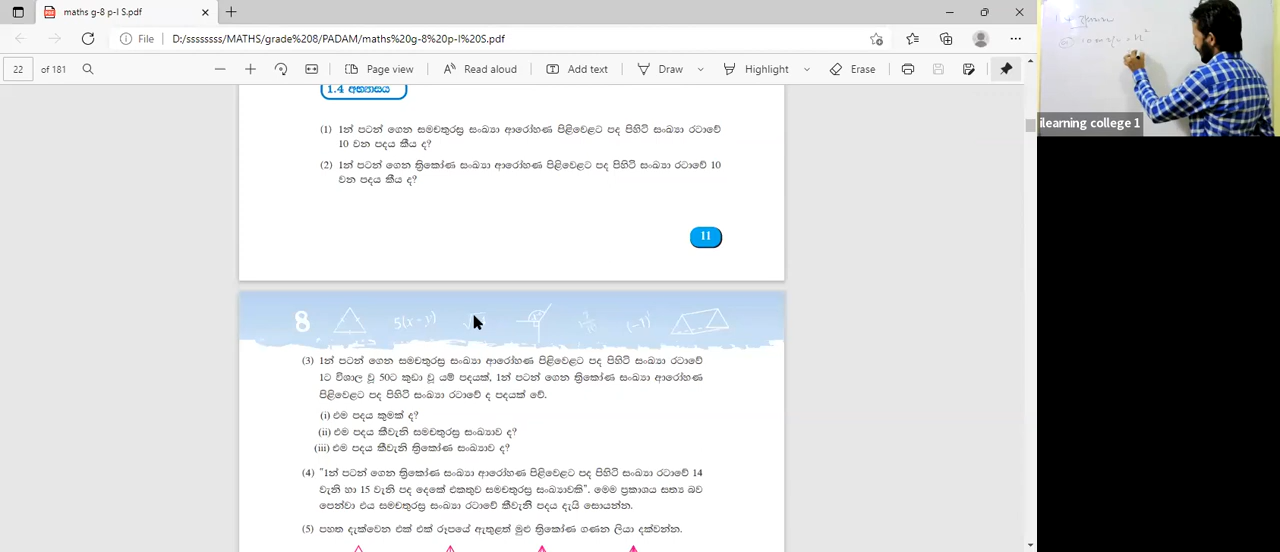 maths g-8 p-I S.pdf
File
D:/ssssssss/MATHS/grade%208/PADAM/maths%20g-8%20p-I%20S.pdf
22 of 181
Read aloud
Add text
Draw
Highlight
Erase
ilearning college 1
1.4 අභ්‍යාසය
(1) 1න් පටන් ගෙන සමචතුරස්‍ර සංඛ්‍යා ආරෝහණ පිළිවෙළට පද පිහිටි සංඛ්‍යා රටාවේ
10 වන පදය කීය ද?
(2) 1න් පටන් ගෙන ත්‍රිකෝණ සංඛ්‍යා ආරෝහණ පිළිවෙළට පද පිහිටි සංඛ්‍යා රටාවේ 10
වන පදය කීය ද?
11
8
5(x – y)
(-1)
(3) 1න් පටන් ගෙන සමචතුරස්‍ර සංඛ්‍යා ආරෝහණ පිළිවෙළට පද පිහිටි සංඛ්‍යා රටාවේ
1ට විශාල වූ 50ට කුඩා වූ යම් පදයක්, 1න් පටන් ගෙන ත්‍රිකෝණ සංඛ්‍යා ආරෝහණ
පිළිවෙළට පද පිහිටි සංඛ්‍යා රටාවේ ද පදයක් වේ.
(i) එම පදය කුමක් ද?
(ii) එම පදය කීවැනි සමචතුරස්‍ර සංඛ්‍යාව ද?
(iii) එම පදය කීවැනි ත්‍රිකෝණ සංඛ්‍යාව ද?
(4) "1න් පටන් ගෙන ත්‍රිකෝණ සංඛ්‍යා ආරෝහණ පිළිවෙළට පද පිහිටි සංඛ්‍යා රටාවේ 14
වැනි හා 15 වැනි පද දෙකේ එකතුව සමචතුරස්‍ර සංඛ්‍යාවකි". මෙම ප්‍රකාශය සත්‍ය බව
පෙන්වා එය සමචතුරස්‍ර සංඛ්‍යා රටාවේ කීවැනි පදය දැයි සොයන්න.
(5) පහත දැක්වෙන එක් එක් රූපයේ ඇතුළත් මුළු ත්‍රිකෝණ ගණන ලියා දක්වන්න.